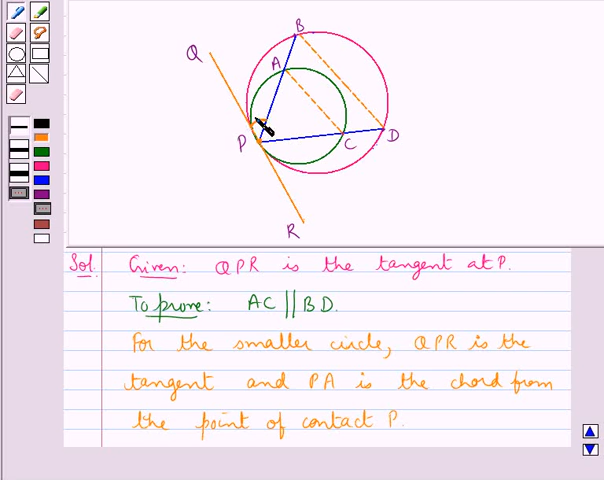 B
Q
A
P
C
D
R
Sol. Given: QPR is the tangent at P.
To prove: AC || BD.
For the smaller circle, QPR is the
tangent and PA is the chord from
the point of contact P.